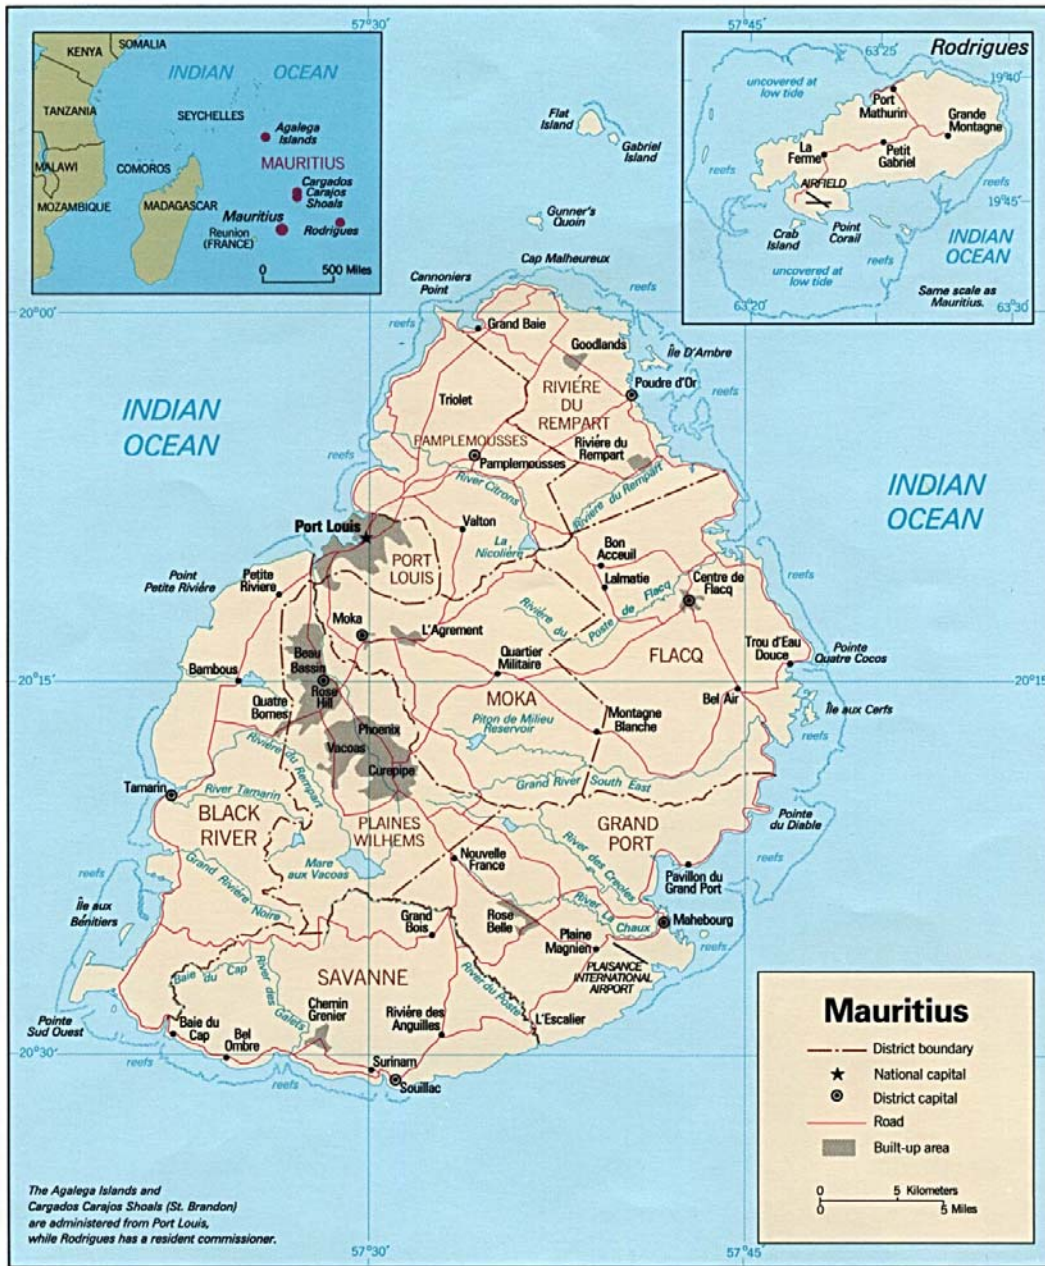 57°30'
57°45'
KENYA
SOMALIA
INDIAN OCEAN
TANZANIA
SEYCHELLES
Agalega
Islands
MALAWI
COMOROS
MAURITIUS
Cargados
Carajos
Shoals
MOZAMBIQUE
MADAGASCAR
Mauritius
Reunion
(FRANCE)
Rodrigues
0 500 Miles
Rodrigues
63°25'
19°40'
uncovered at
low tide
Port
Mathurin
Grande
Montagne
La
Ferme
Petit
Gabriel
reefs
AIRFIELD
19°45'
Crab
Island
Point
Corail
INDIAN
OCEAN
uncovered at
low tide
reefs
Same scale as
Mauritius.
63°20'
63°30'
Flat
Island
Gabriel
Island
Gunner's
Quoin
Cap Malheureux
Cannoniers
Point
reefs
20°00'
reefs
Grand Baie
Goodlands
Île D'Ambre
Poudre d'Or
reefs
INDIAN
OCEAN
Triolet
RIVIÉRE
DU
REMPART
PAMPLEMOUSSES
Riviére du
Rempart
reefs
Pamplemousses
River Citrons
Riviere du Rempart
INDIAN
OCEAN
Port Louis
Valton
La
Nicolière
Bon
Acceuil
PORT
LOUIS
Point
Petite Riviére
Petite
Riviere
Lalmatie
Centre de
Flacq
reefs
Moka
L'Agrement
Riviére du Poste de Flacq
Beau
Bassin
Rose
Hill
Quartier
Militaire
FLACQ
Trou d'Eau
Douce
Pointe
Quatre Cocos
Bambous
20°15'
20°15'
MOKA
Bel Air
Quatre
Bornes
Phoenix
Piton de Milieu
Reservoir
Montagne
Blanche
Île aux Cerfs
Vacoas
Curepipe
Riviére du Rempart
Grand River South East
Tamarin
River Tamarin
BLACK
RIVER
PLAINES
WILHEMS
GRAND
PORT
Pointe
du Diable
Mare
aux Vacoas
Nouvelle
France
River des Creoles
Pavillon du
Grand Port
Grand Riviére Noire
Île aux
Bénitiers
Grand
Bois
Rose
Belle
River La
Chaux
Mahebourg
reefs
Plaine
Magnien
PLAISANCE
INTERNATIONAL
AIRPORT
SAVANNE
Baie du Cap
River des Galets
River du Poste
Chemin
Grenier
Riviére des
Anguilles
L'Escalier
Pointe
Sud Ouest
Baie du
Cap
Bel
Ombre
20°30'
reefs
Surinam
Souillac
reefs
reefs
Mauritius
District boundary
National capital
District capital
Road
Built-up area
0 5 Kilometers
0 5 Miles
The Agalega Islands and
Cargados Carajos Shoals (St. Brandon)
are administered from Port Louis,
while Rodrigues has a resident commissioner.
57°30'
57°45'